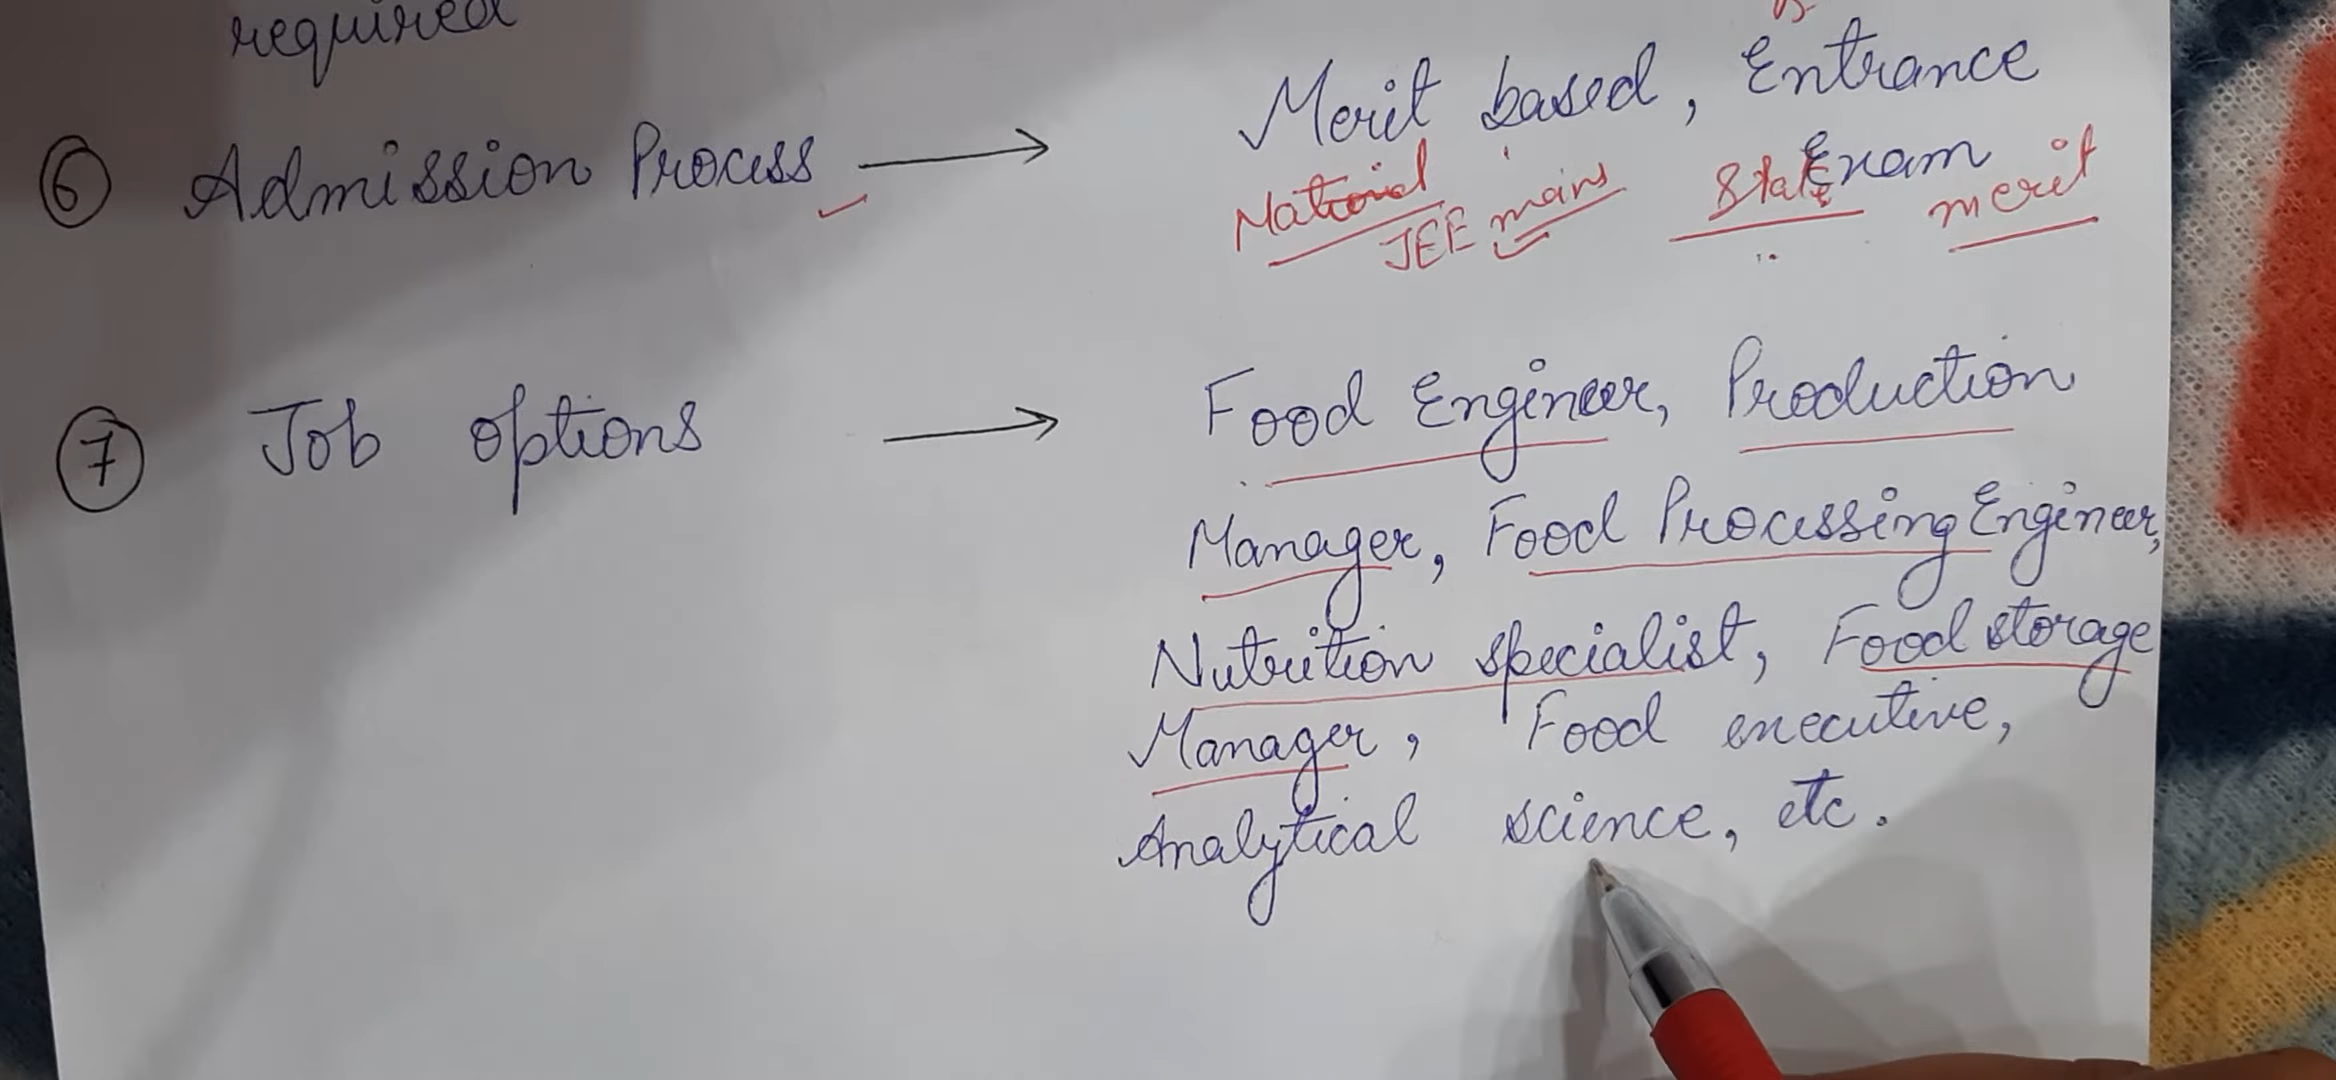 required
⑥ Admission Process → Merit based, Entrance
Exam
National JEE mains State merit
⑦ Job options → Food Engineer, Production
Manager, Food Processing Engineer,
Nutrition specialist, Food storage
Manager, Food executive,
Analytical science, etc.